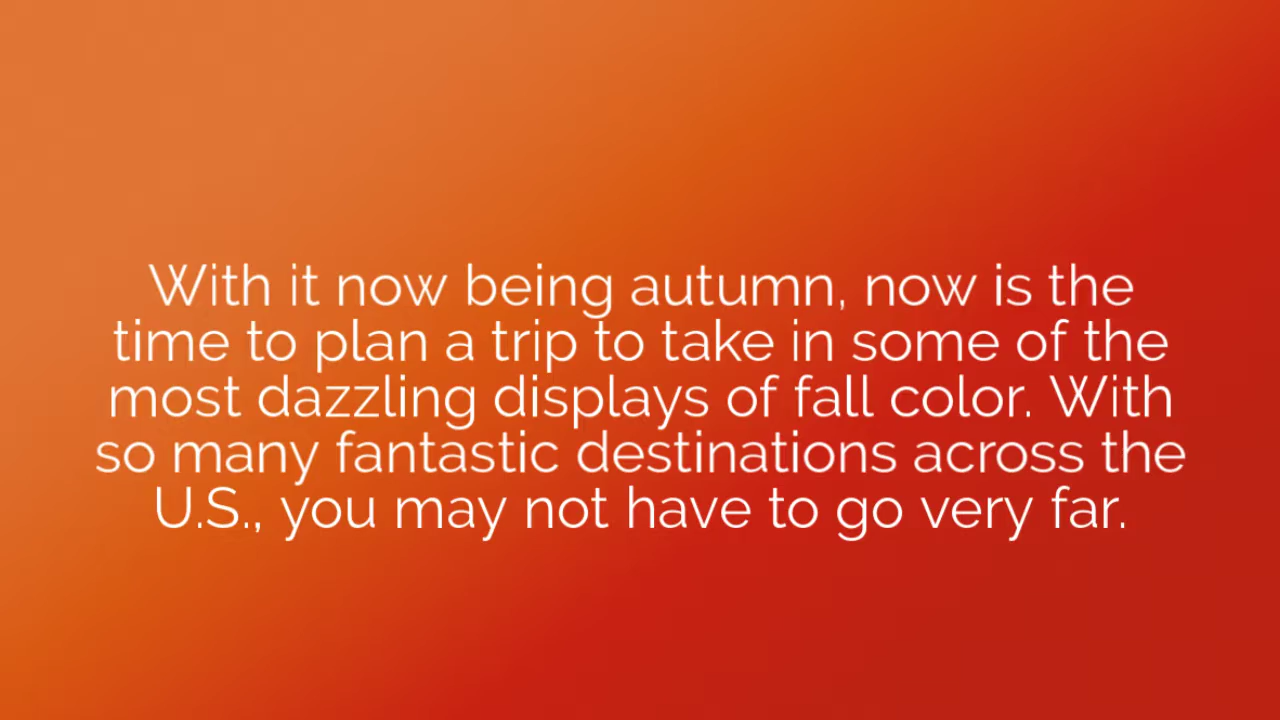 With it now being autumn, now is the
time to plan a trip to take in some of the
most dazzling displays of fall color. With
so many fantastic destinations across the
U.S., you may not have to go very far.